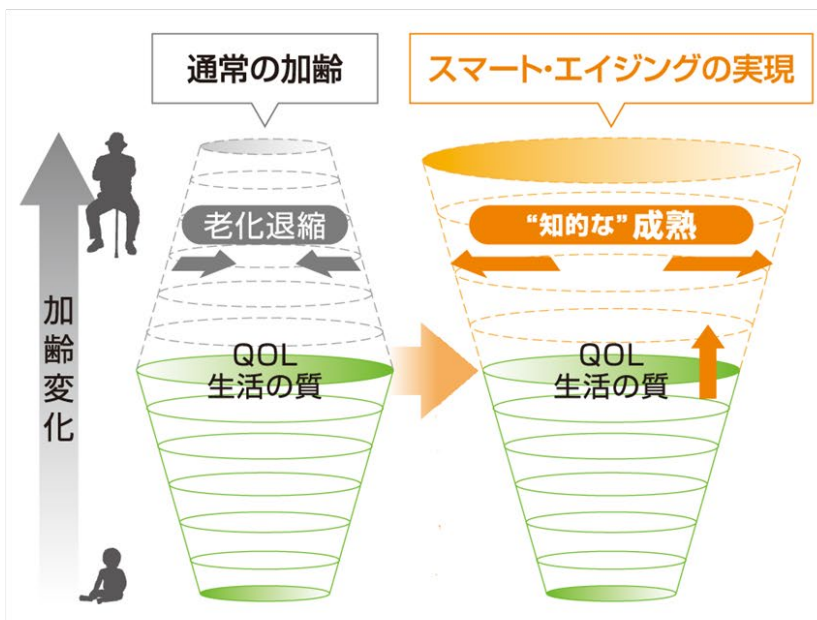 通常の加齢
スマート・エイジングの実現
老化退縮
“知的な”成熟
加齢変化
QOL
生活の質
QOL
生活の質